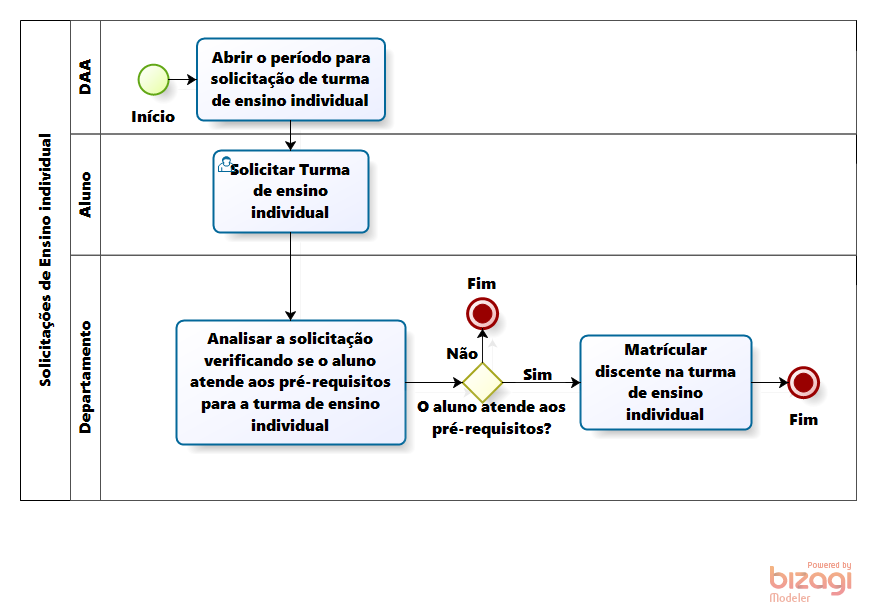 Solicitações de Ensino individual
DAA
Início
Abrir o período para
solicitação de turma
de ensino individual
Aluno
Solicitar Turma
de ensino
individual
Departamento
Analisar a solicitação
verificando se o aluno
atende aos pré-requisitos
para a turma de ensino
individual
Fim
Não
Sim
O aluno atende aos
pré-requisitos?
Matrícular
discente na turma
de ensino
individual
Fim
Powered by
bizagi
Modeler